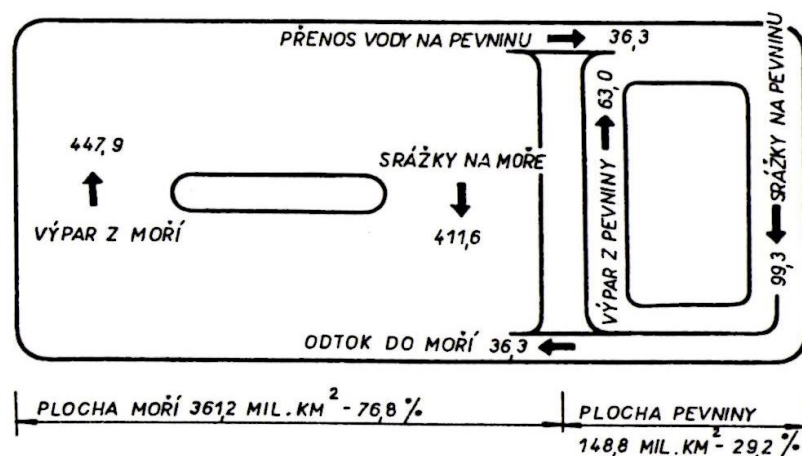 PŘENOS VODY NA PEVNINU 36,3
447,9
VÝPAR Z MOŘÍ
SRÁŽKY NA MOŘE
411,6
VÝPAR Z PEVNINY 63,0
SRÁŽKY NA PEVNINU
99,3
ODTOK DO MOŘÍ 36,3
PLOCHA MOŘÍ 361,2 MIL. KM² - 76,8 %
PLOCHA PEVNINY
148,8 MIL. KM² - 29,2 %